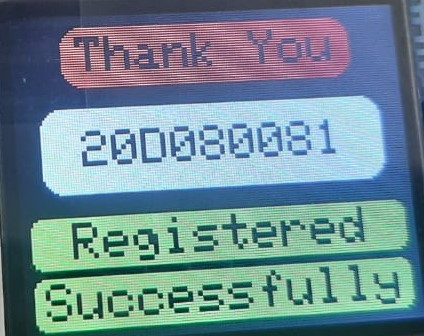 Thank You
20D080081
Registered
Successfully